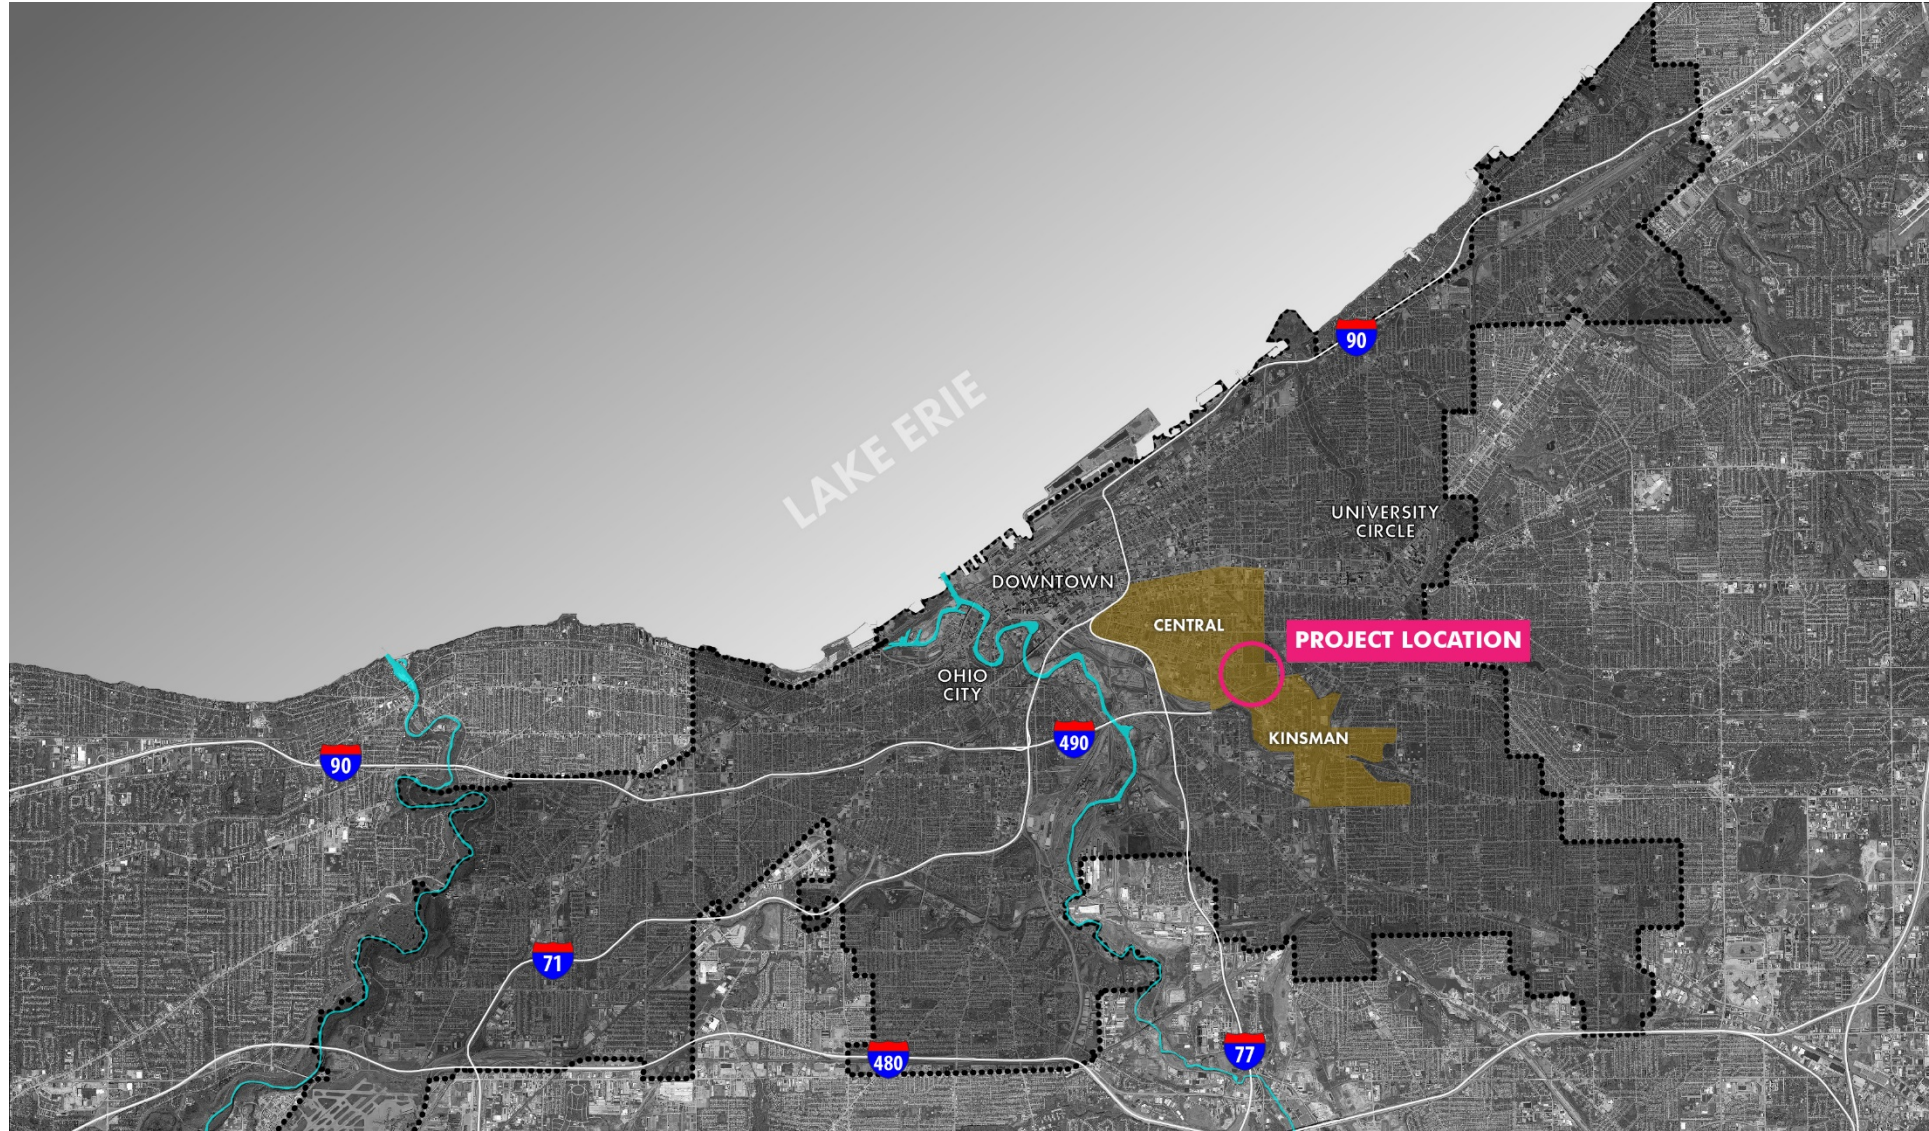 90
LAKE ERIE
UNIVERSITY
CIRCLE
DOWNTOWN
CENTRAL
PROJECT LOCATION
OHIO
CITY
490
KINSMAN
90
71
480
77